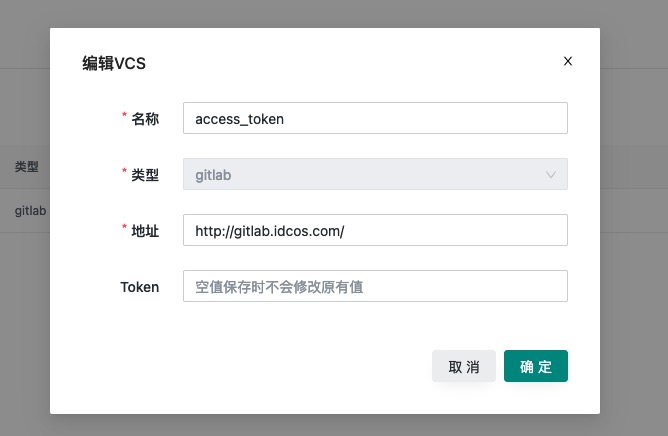 编辑VCS
x
类型
gitlab
* 名称
access_token
* 类型
gitlab
* 地址
http://gitlab.idcos.com/
Token
空值保存时不会修改原有值
取 消
确 定